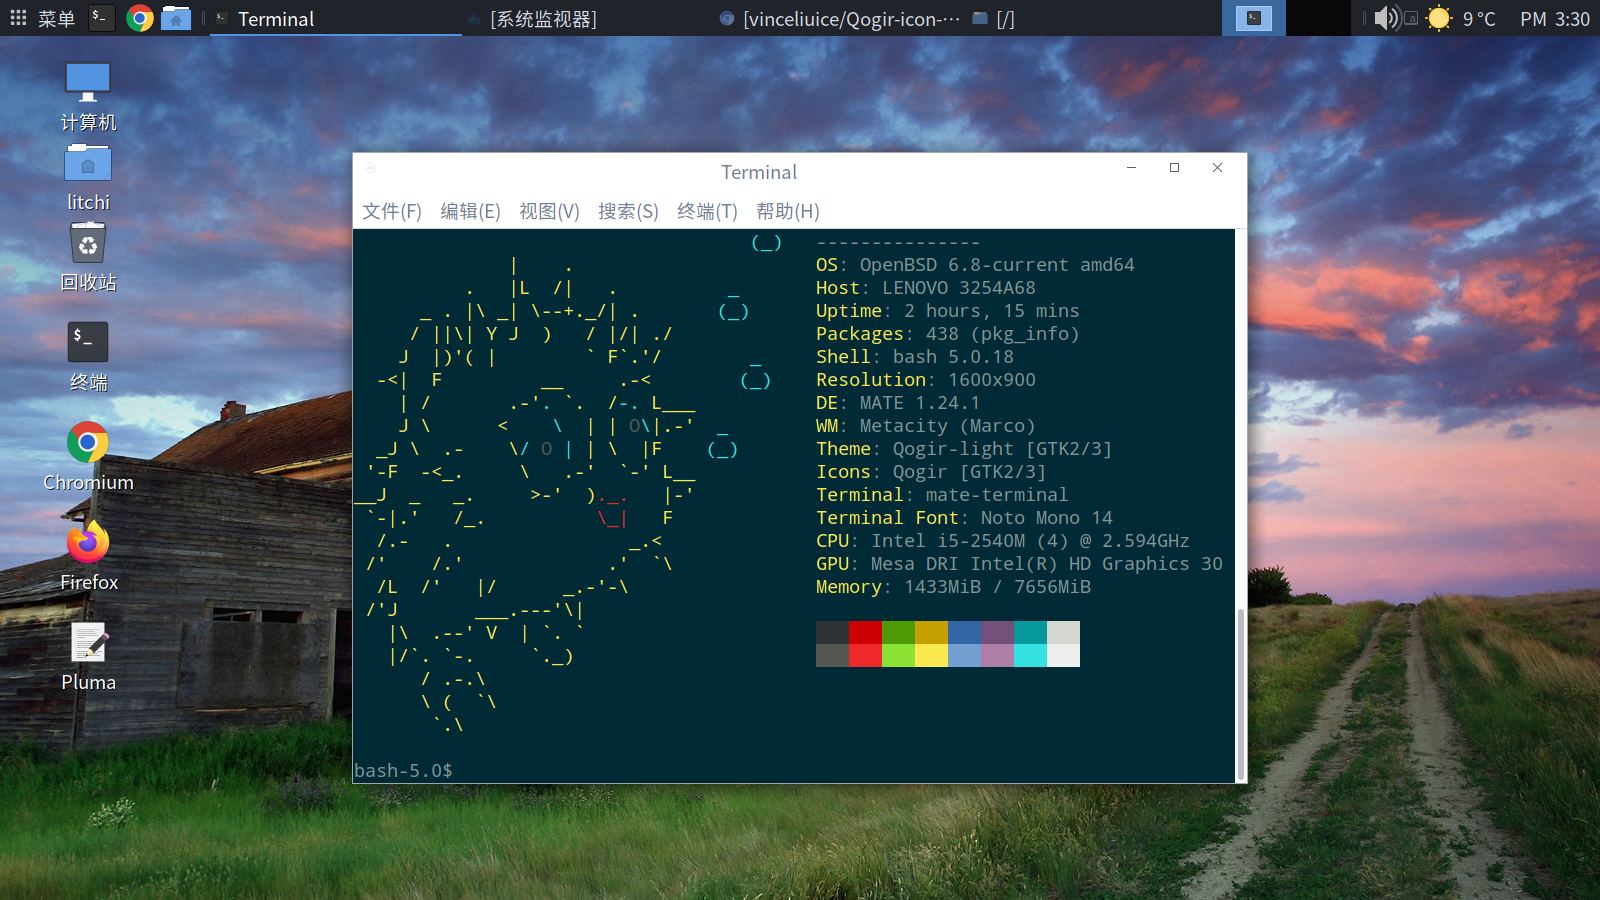 菜单
Terminal
[系统监视器]
[vinceliuice/Qogir-icon-···
[/]
9 °C
PM 3:30
计算机
litchi
回收站
终端
Chromium
Firefox
Pluma
Terminal
文件(F) 编辑(E) 视图(V) 搜索(S) 终端(T) 帮助(H)
---------------
OS: OpenBSD 6.8-current amd64
Host: LENOVO 3254A68
Uptime: 2 hours, 15 mins
Packages: 438 (pkg_info)
Shell: bash 5.0.18
Resolution: 1600x900
DE: MATE 1.24.1
WM: Metacity (Marco)
Theme: Qogir-light [GTK2/3]
Icons: Qogir [GTK2/3]
Terminal: mate-terminal
Terminal Font: Noto Mono 14
CPU: Intel i5-2540M (4) @ 2.594GHz
GPU: Mesa DRI Intel(R) HD Graphics 30
Memory: 1433MiB / 7656MiB
bash-5.0$